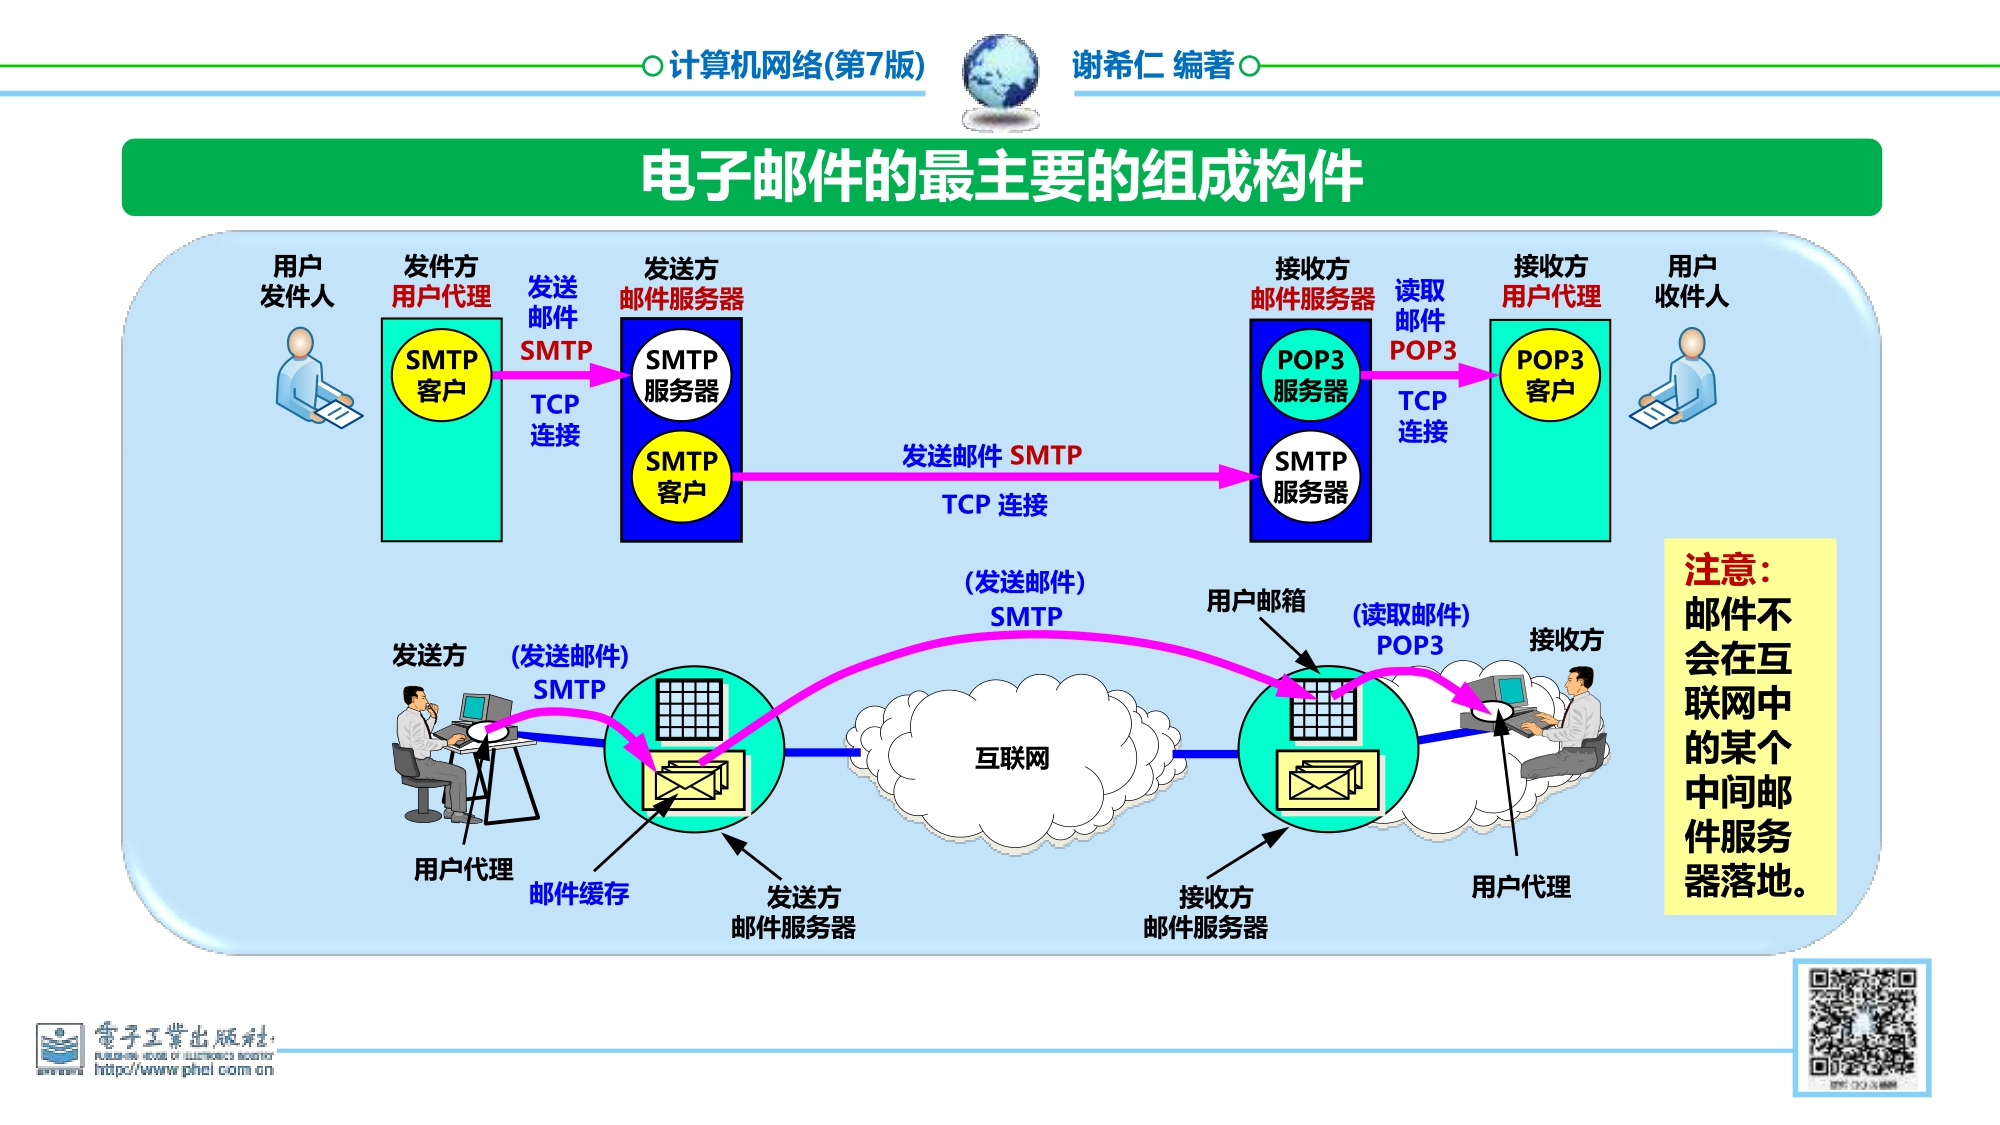 计算机网络(第7版)
谢希仁 编著
电子邮件的最主要的组成构件
用户
发件人
发件方
用户代理
发送
邮件
SMTP
TCP
连接
发送方
邮件服务器
SMTP
客户
SMTP
服务器
SMTP
客户
发送邮件 SMTP
TCP 连接
接收方
邮件服务器
POP3
服务器
SMTP
服务器
读取
邮件
POP3
TCP
连接
接收方
用户代理
POP3
客户
用户
收件人
发送方
(发送邮件)
SMTP
(发送邮件)
SMTP
用户邮箱
(读取邮件)
POP3
接收方
互联网
用户代理
邮件缓存
发送方
邮件服务器
接收方
邮件服务器
用户代理
注意：
邮件不
会在互
联网中
的某个
中间邮
件服务
器落地。
電子工業出版社
PUBLISHING HOUSE OF ELECTRONICS INDUSTRY
http://www.phei.com.cn